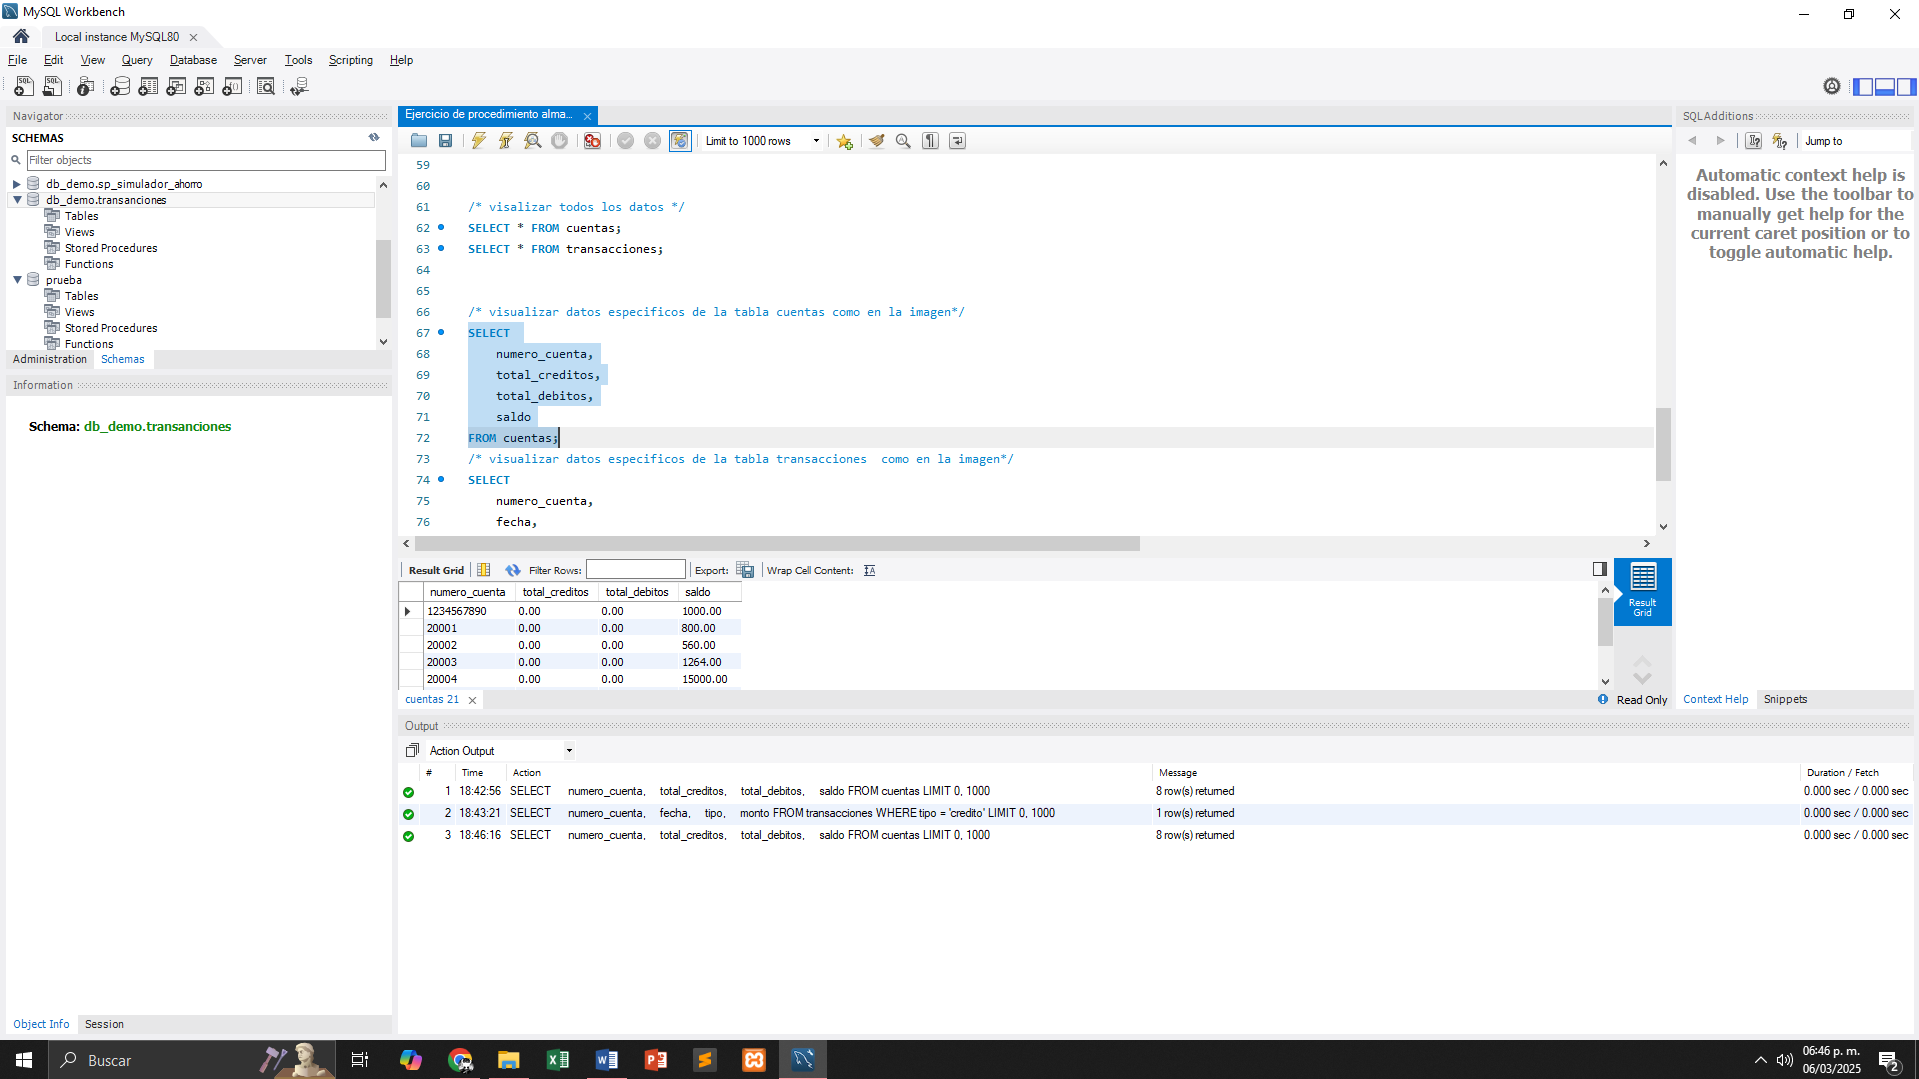 MySQL Workbench
Local instance MySQL80
File Edit View Query Database Server Tools Scripting Help
Navigator
SCHEMAS
Filter objects
db_demo.sp_simulador_ahorro
db_demo.transanciones
Tables
Views
Stored Procedures
Functions
prueba
Tables
Views
Stored Procedures
Functions
Administration Schemas
Information
Schema: db_demo.transanciones
Object Info Session
Ejercicio de procedimiento alma...
Limit to 1000 rows
59
60
61 /* visalizar todos los datos */
62 SELECT * FROM cuentas;
63 SELECT * FROM transacciones;
64
65
66 /* visualizar datos especificos de la tabla cuentas como en la imagen*/
67 SELECT
68 numero_cuenta,
69 total_creditos,
70 total_debitos,
71 saldo
72 FROM cuentas;
73 /* visualizar datos especificos de la tabla transacciones  como en la imagen*/
74 SELECT
75 numero_cuenta,
76 fecha,
Result Grid Filter Rows: Export: Wrap Cell Content:
numero_cuenta total_creditos total_debitos saldo
1234567890 0.00 0.00 1000.00
20001 0.00 0.00 800.00
20002 0.00 0.00 560.00
20003 0.00 0.00 1264.00
20004 0.00 0.00 15000.00
Result
Grid
cuentas 21
Read Only
Output
Action Output
# Time Action Message Duration / Fetch
1 18:42:56 SELECT numero_cuenta, total_creditos, total_debitos, saldo FROM cuentas LIMIT 0, 1000 8 row(s) returned 0.000 sec / 0.000 sec
2 18:43:21 SELECT numero_cuenta, fecha, tipo, monto FROM transacciones WHERE tipo = 'credito' LIMIT 0, 1000 1 row(s) returned 0.000 sec / 0.000 sec
3 18:46:16 SELECT numero_cuenta, total_creditos, total_debitos, saldo FROM cuentas LIMIT 0, 1000 8 row(s) returned 0.000 sec / 0.000 sec
SQLAdditions
Jump to
Automatic context help is
disabled. Use the toolbar to
manually get help for the
current caret position or to
toggle automatic help.
Context Help Snippets
Buscar
06:46 p. m.
06/03/2025
2